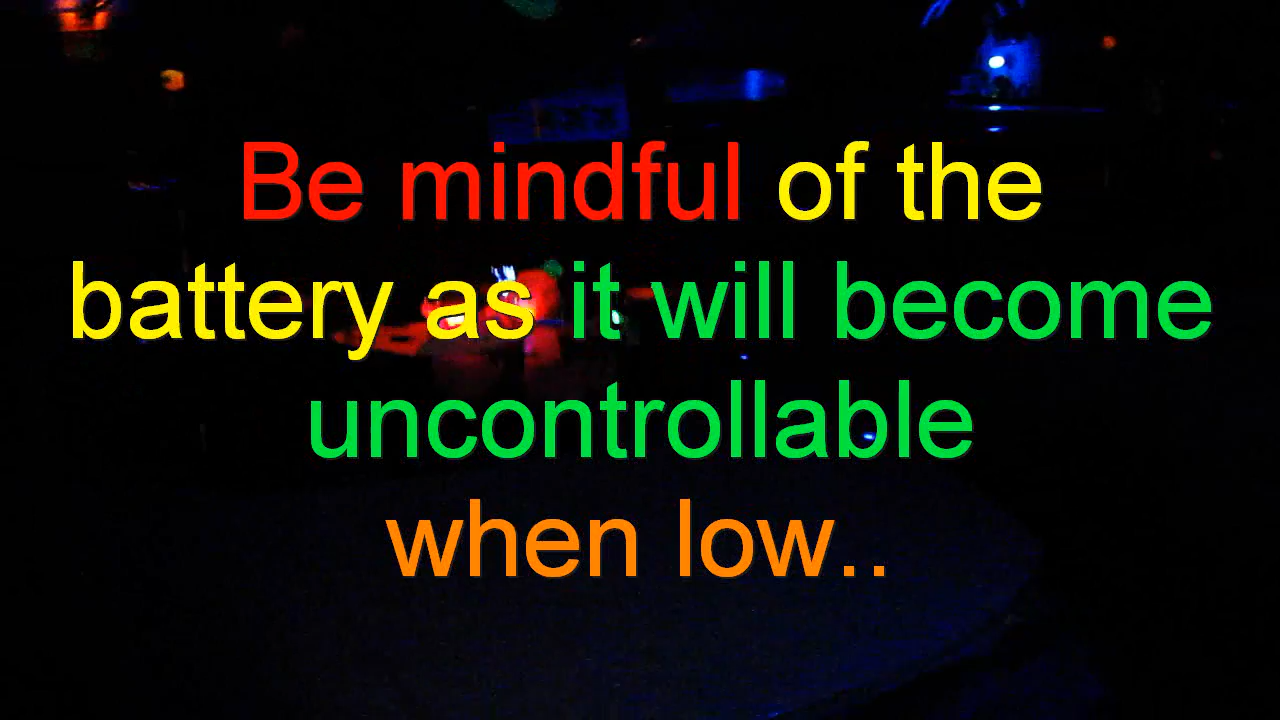 Be mindful of the
battery as it will become
uncontrollable
when low..